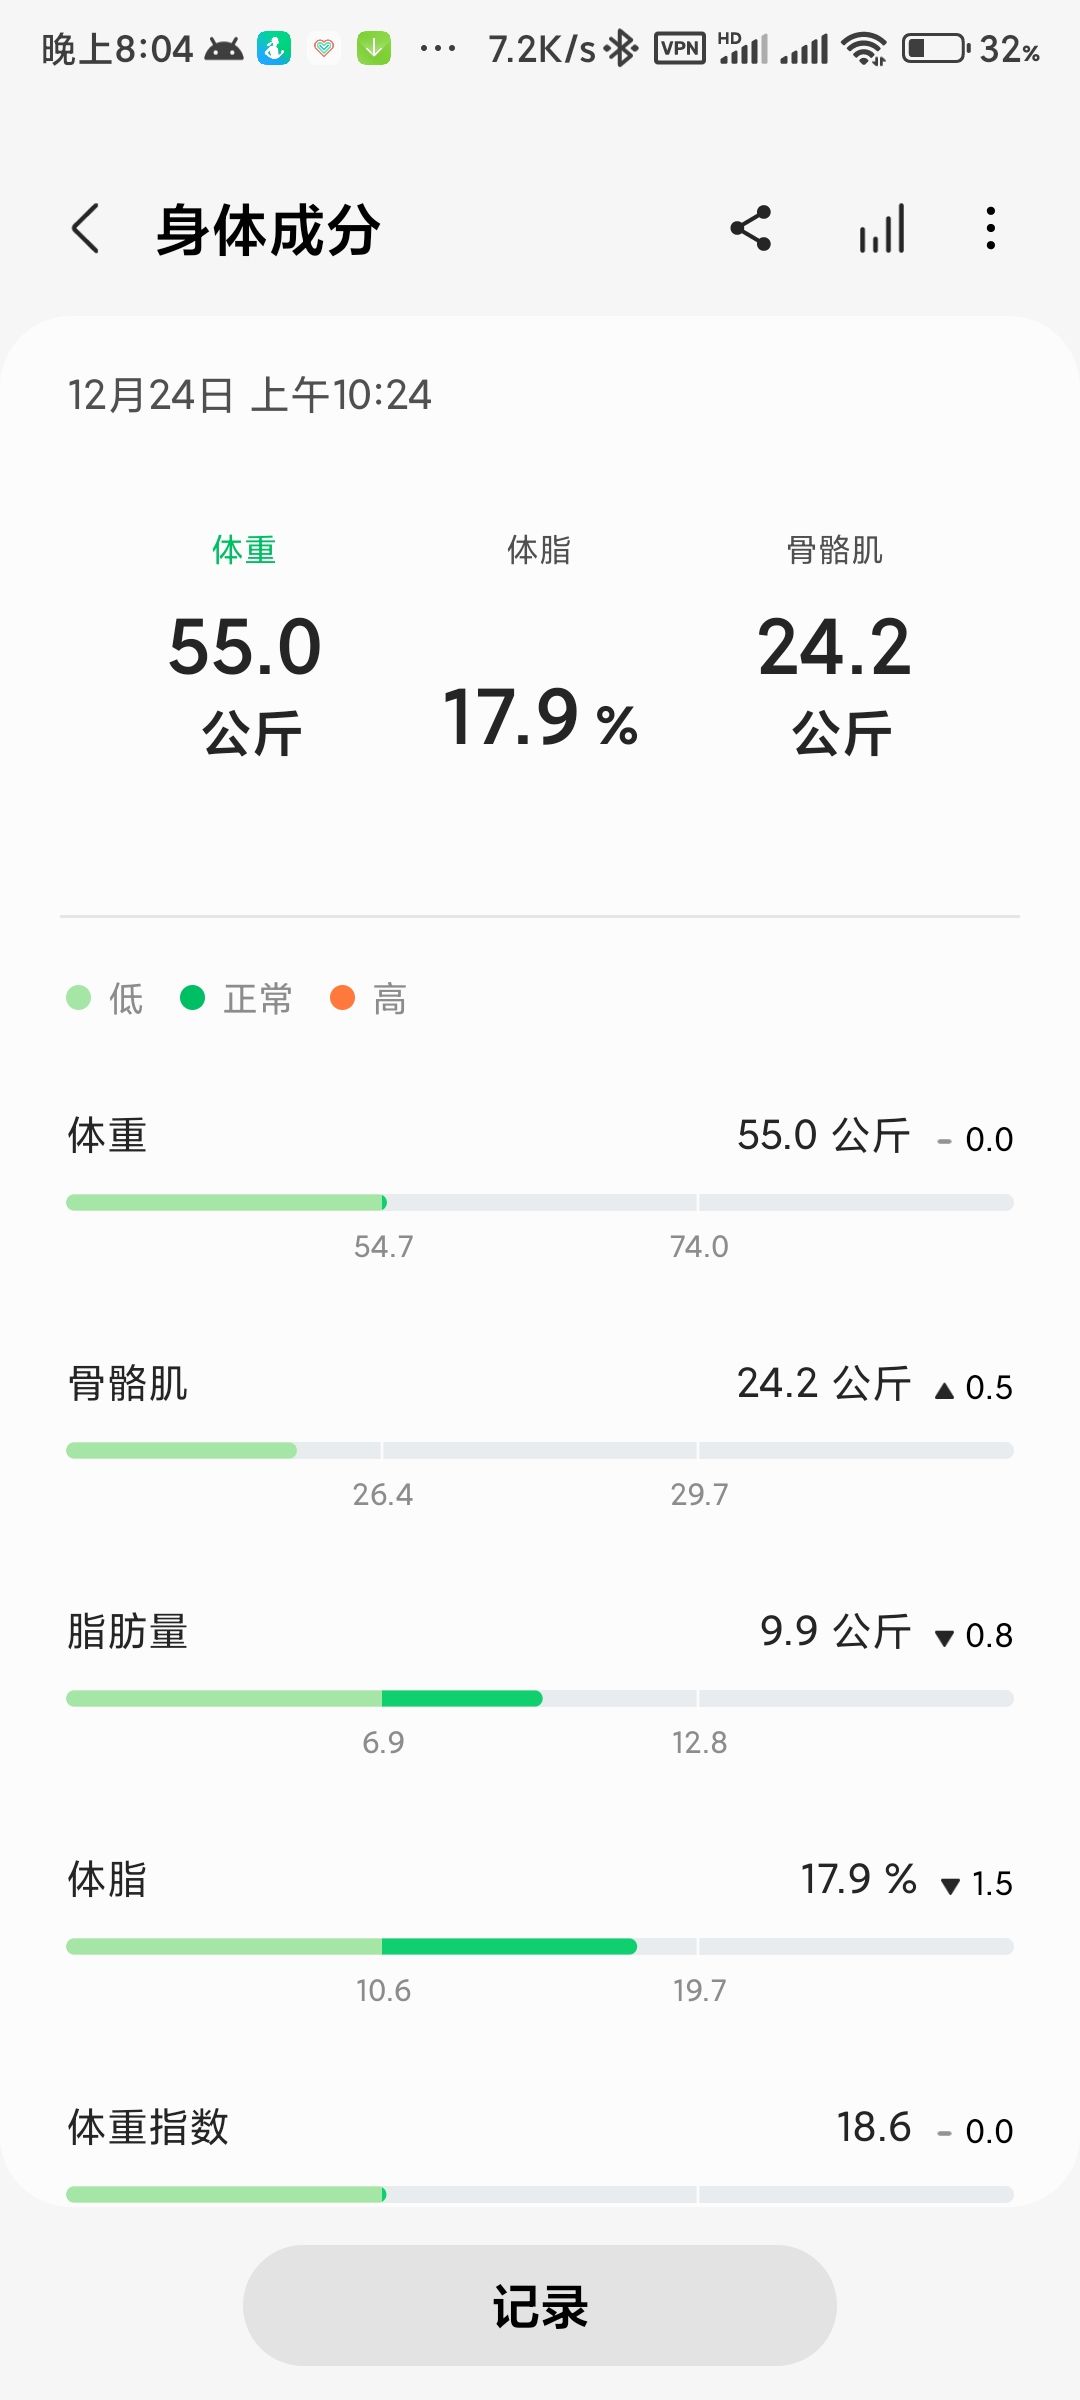 晚上8:04 ··· 7.2K/s VPN HD 32%
身体成分
12月24日 上午10:24
体重 体脂 骨骼肌
55.0 公斤 17.9 % 24.2 公斤
低 正常 高
体重 55.0 公斤 - 0.0
54.7 74.0
骨骼肌 24.2 公斤 ▲ 0.5
26.4 29.7
脂肪量 9.9 公斤 ▼ 0.8
6.9 12.8
体脂 17.9 % ▼ 1.5
10.6 19.7
体重指数 18.6 - 0.0
记录